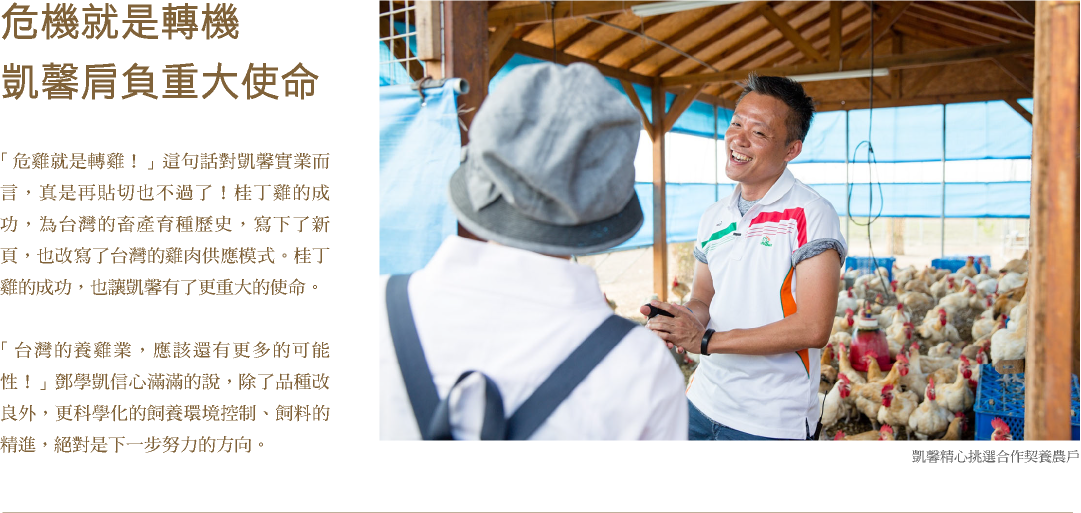 危機就是轉機
凱馨肩負重大使命
「危雞就是轉雞！」這句話對凱馨實業而
言，真是再貼切也不過了！桂丁雞的成
功，為台灣的畜產育種歷史，寫下了新
頁，也改寫了台灣的雞肉供應模式。桂丁
雞的成功，也讓凱馨有了更重大的使命。
「台灣的養雞業，應該還有更多的可能
性！」鄭學凱信心滿滿的說，除了品種改
良外，更科學化的飼養環境控制、飼料的
精進，絕對是下一步努力的方向。
凱馨精心挑選合作契養農戶